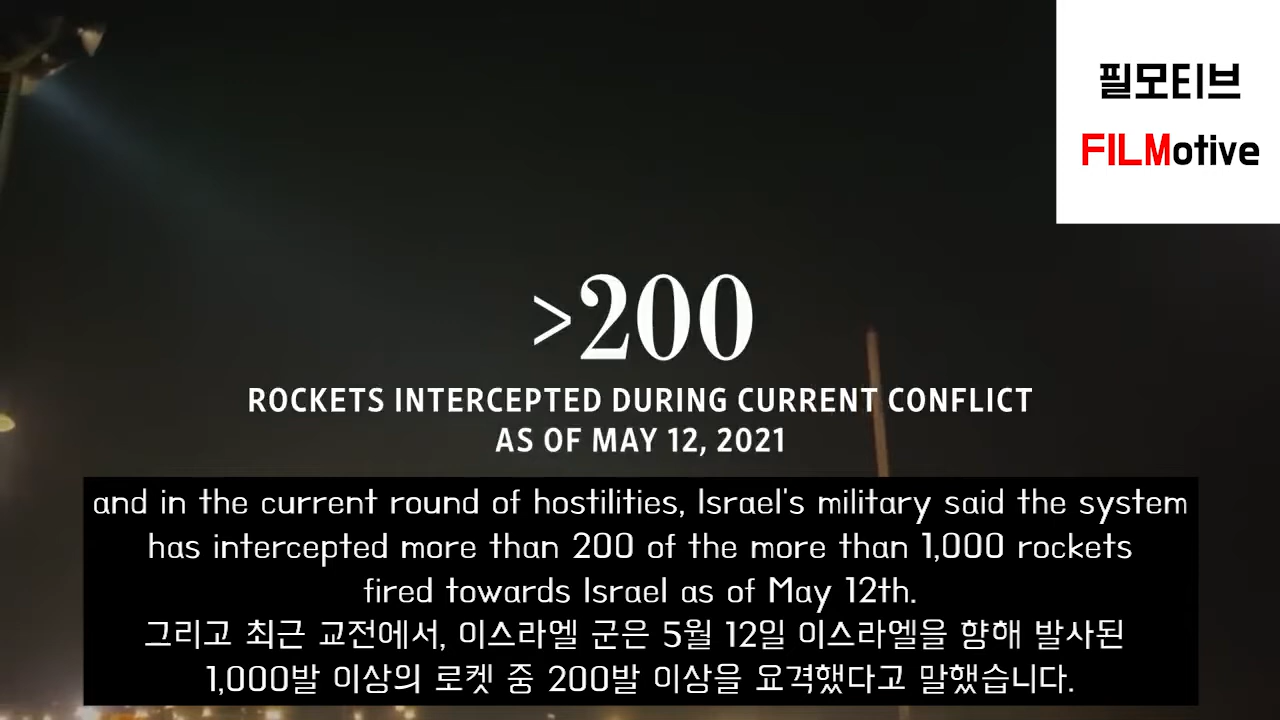 필모티브
FILMotive
>200
ROCKETS INTERCEPTED DURING CURRENT CONFLICT
AS OF MAY 12, 2021
and in the current round of hostilities, Israel's military said the system
has intercepted more than 200 of the more than 1,000 rockets
fired towards Israel as of May 12th.
그리고 최근 교전에서, 이스라엘 군은 5월 12일 이스라엘을 향해 발사된
1,000발 이상의 로켓 중 200발 이상을 요격했다고 말했습니다.